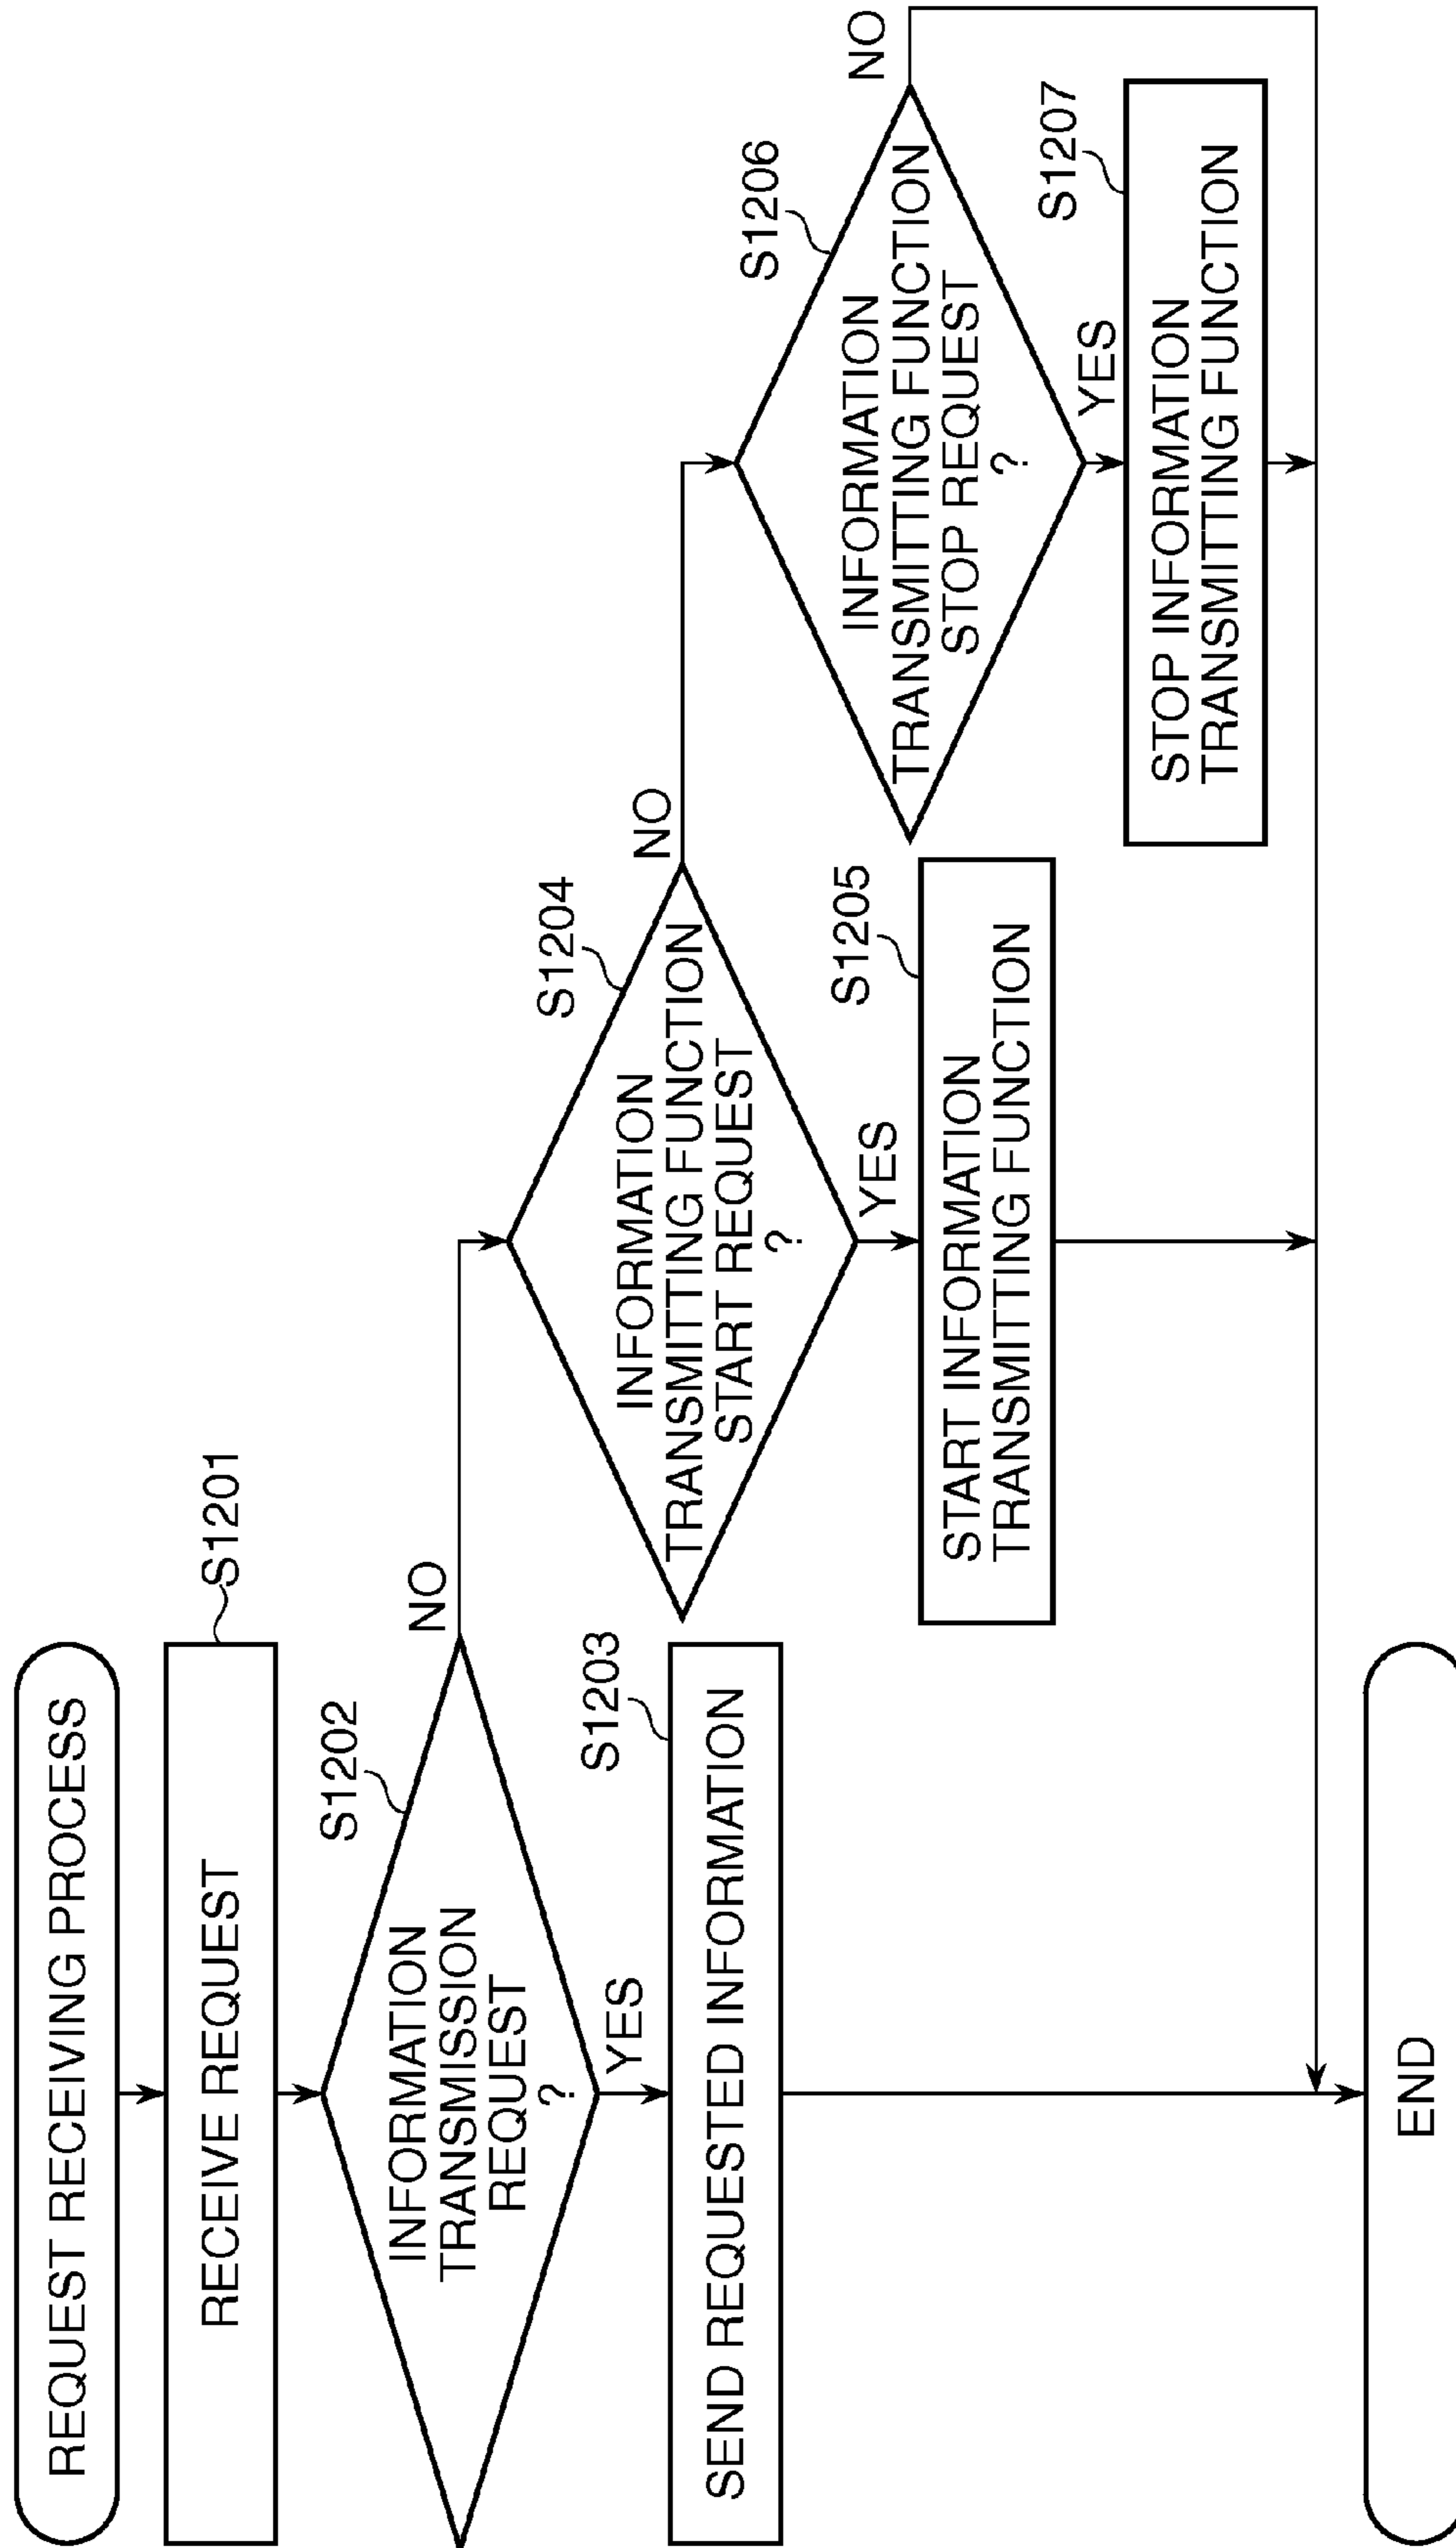 REQUEST RECEIVING PROCESS
RECEIVE REQUEST
S1201
S1202
INFORMATION
TRANSMISSION
REQUEST
?
NO
YES
S1203
SEND REQUESTED INFORMATION
S1204
INFORMATION
TRANSMITTING FUNCTION
START REQUEST
?
NO
YES
S1205
START INFORMATION
TRANSMITTING FUNCTION
S1206
INFORMATION
TRANSMITTING FUNCTION
STOP REQUEST
?
NO
YES
S1207
STOP INFORMATION
TRANSMITTING FUNCTION
END